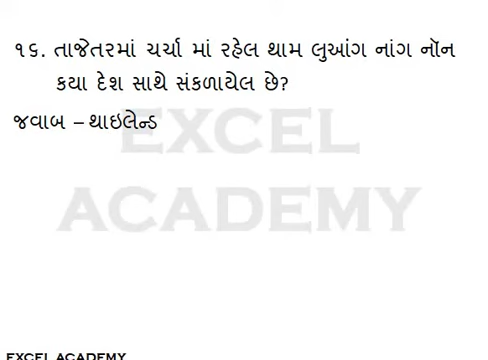 ૧૬. તાજેતરમાં ચર્ચા માં રહેલ થામ લુઆંગ નાંગ નૉન
કયા દેશ સાથે સંકળાયેલ છે?
જવાબ – થાઇલેન્ડ
EXCEL
ACADEMY
EXCEL ACADEMY